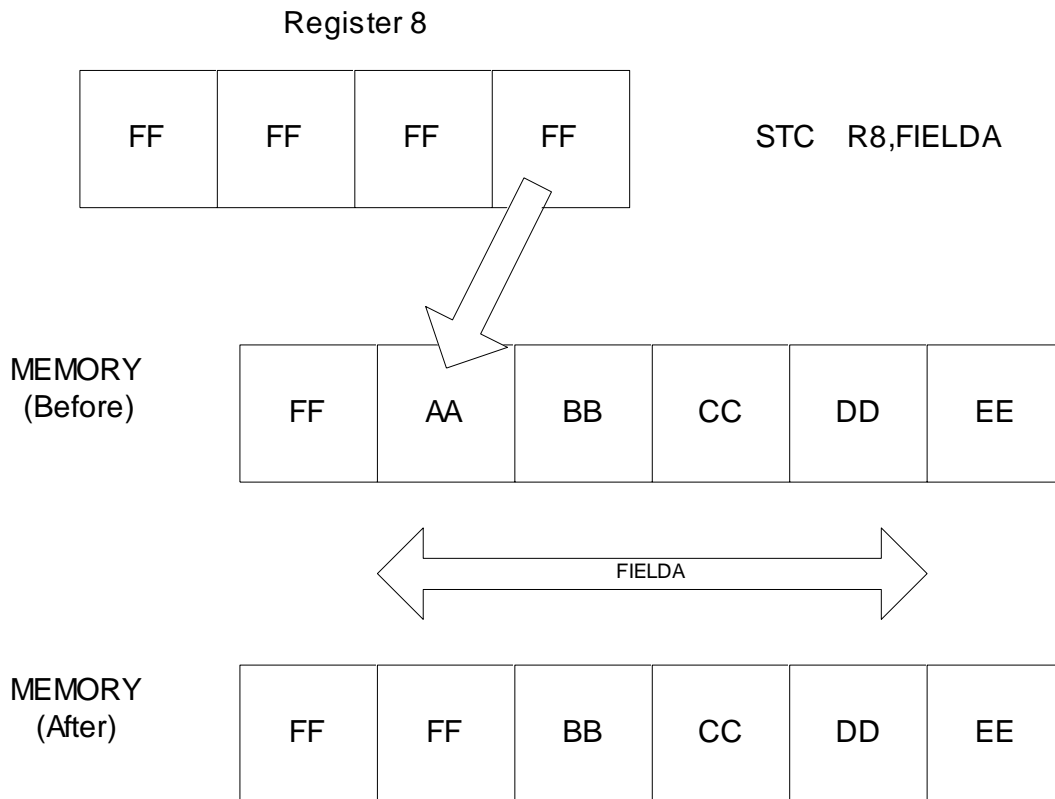 Register 8
FF FF FF FF STC R8,FIELDA
MEMORY
(Before)
FF AA BB CC DD EE
FIELDA
MEMORY
(After)
FF FF BB CC DD EE